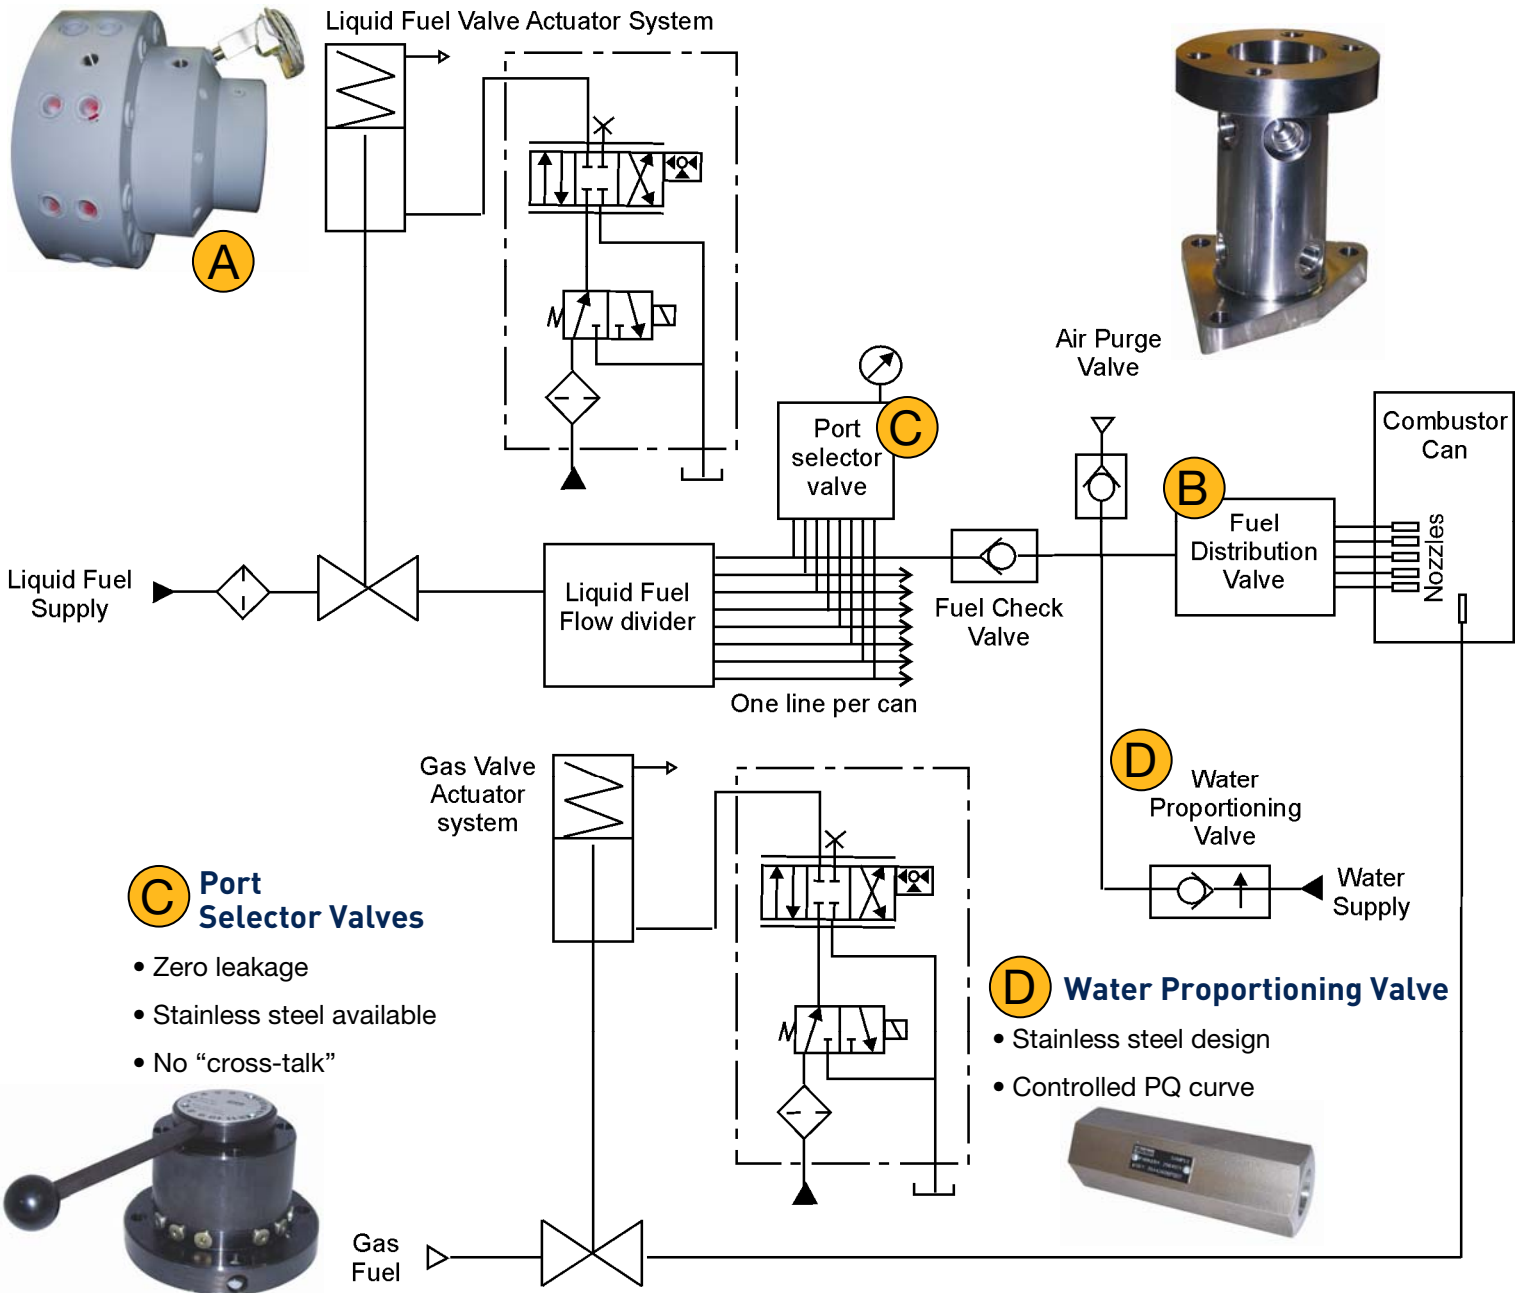 Liquid Fuel Valve Actuator System
A
Air Purge
Valve
Port
selector
valve
C
Combustor
Can
B
Fuel
Distribution
Valve
Nozzles
Liquid Fuel
Supply
Liquid Fuel
Flow divider
Fuel Check
Valve
One line per can
D
Water
Proportioning
Valve
Water
Supply
Gas Valve
Actuator
system
C
Port
Selector Valves
• Zero leakage
• Stainless steel available
• No “cross-talk”
D
Water Proportioning Valve
• Stainless steel design
• Controlled PQ curve
Gas
Fuel